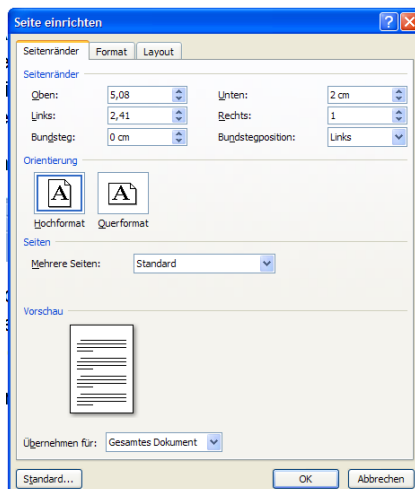 Seite einrichten
Seitenränder Format Layout
Seitenränder
Oben: 5,08 Unten: 2 cm
Links: 2,41 Rechts: 1
Bundsteg: 0 cm Bundstegposition: Links
Orientierung
A A
Hochformat Querformat
Seiten
Mehrere Seiten: Standard
Vorschau
Übernehmen für: Gesamtes Dokument
Standard... OK Abbrechen